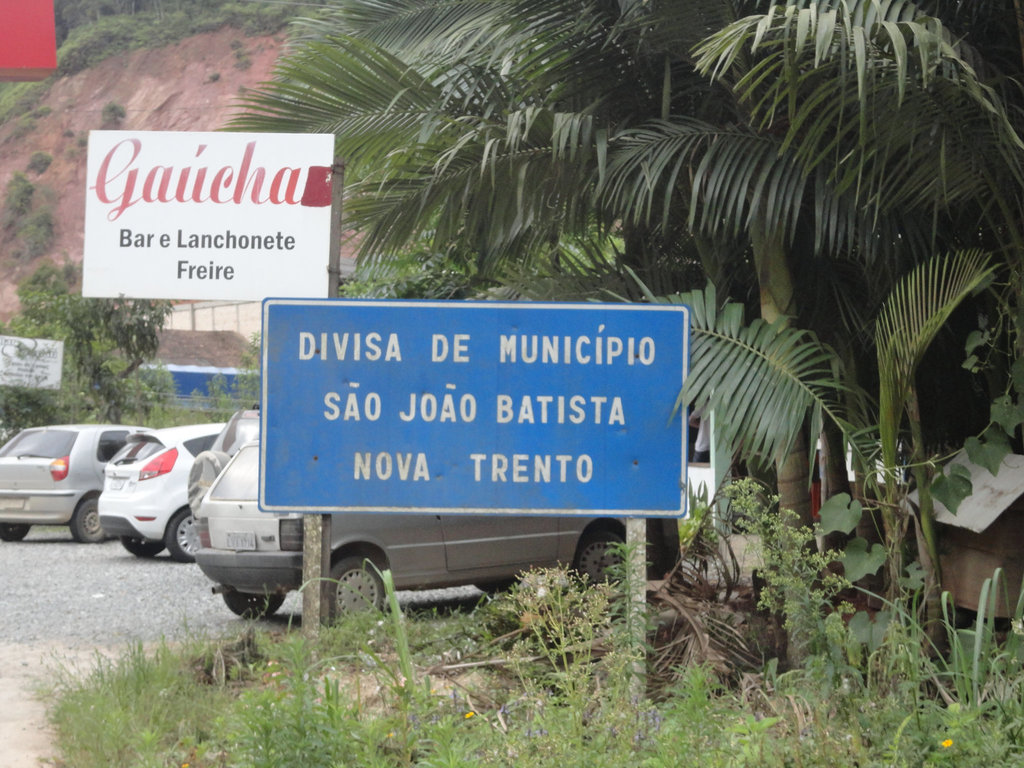 Gaúcha
Bar e Lanchonete
Freire
DIVISA DE MUNICÍPIO
SÃO JOÃO BATISTA
NOVA TRENTO